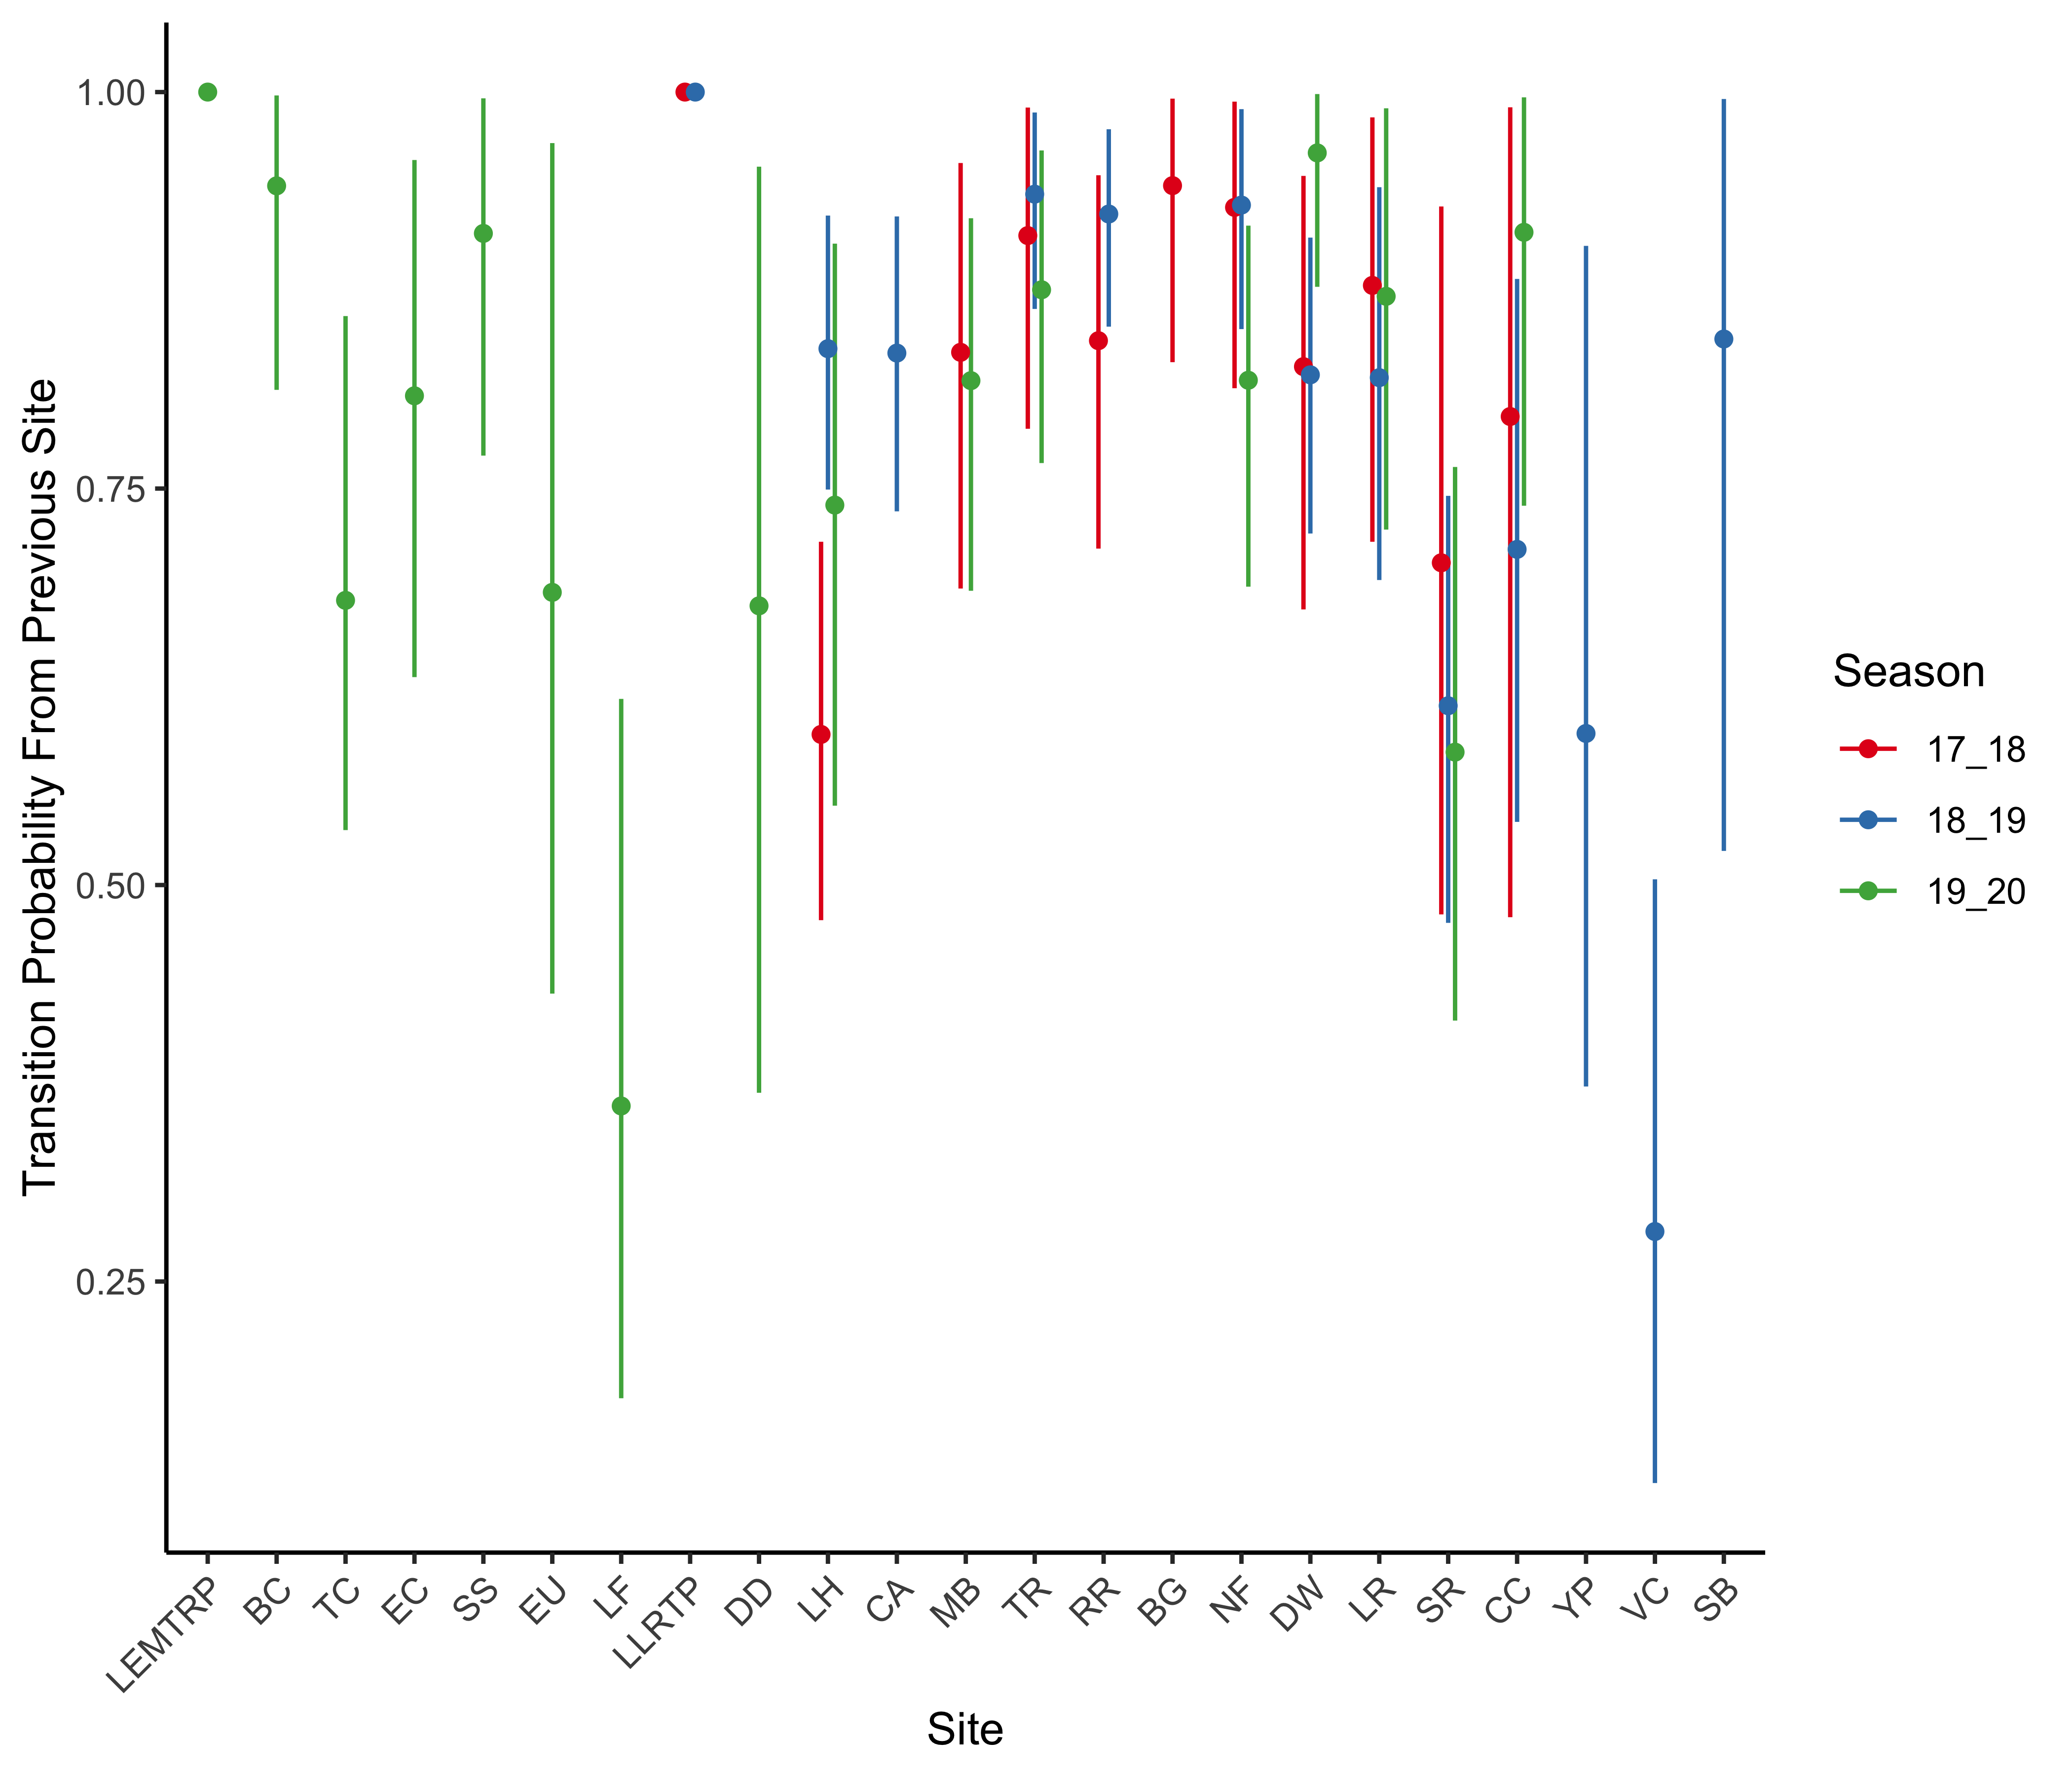 Transition Probability From Previous Site
1.00
0.75
0.50
0.25
LEMTRP
BC
TC
EC
SS
EU
LF
LLRTP
DD
LH
CA
MB
TR
RR
BG
NF
DW
LR
SR
CC
YP
VC
SB
Site
Season
17_18
18_19
19_20